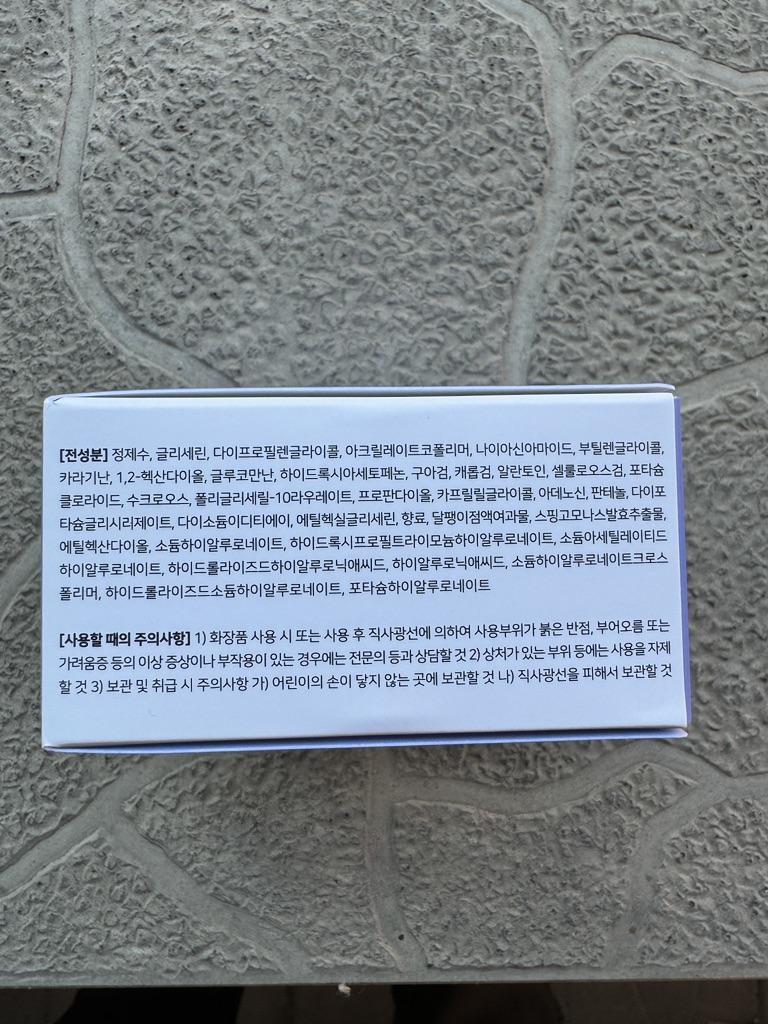 [전성분] 정제수, 글리세린, 다이프로필렌글라이콜, 아크릴레이트코폴리머, 나이아신아마이드, 부틸렌글라이콜,
카라기난, 1,2-헥산다이올, 글루코만난, 하이드록시아세토페논, 구아검, 캐롭검, 알란토인, 셀룰로오스검, 포타슘
클로라이드, 수크로오스, 폴리글리세릴-10라우레이트, 프로판다이올, 카프릴릴글라이콜, 아데노신, 판테놀, 다이포
타슘글리시리제이트, 다이소듐이디티에이, 에틸헥실글리세린, 향료, 달팽이점액여과물, 스핑고모나스발효추출물,
에틸헥산다이올, 소듐하이알루로네이트, 하이드록시프로필트라이모늄하이알루로네이트, 소듐아세틸레이티드
하이알루로네이트, 하이드롤라이즈드하이알루로닉애씨드, 하이알루로닉애씨드, 소듐하이알루로네이트크로스
폴리머, 하이드롤라이즈드소듐하이알루로네이트, 포타슘하이알루로네이트
[사용할 때의 주의사항] 1) 화장품 사용 시 또는 사용 후 직사광선에 의하여 사용부위가 붉은 반점, 부어오름 또는
가려움증 등의 이상 증상이나 부작용이 있는 경우에는 전문의 등과 상담할 것 2) 상처가 있는 부위 등에는 사용을 자제
할 것 3) 보관 및 취급 시 주의사항 가) 어린이의 손이 닿지 않는 곳에 보관할 것 나) 직사광선을 피해서 보관할 것